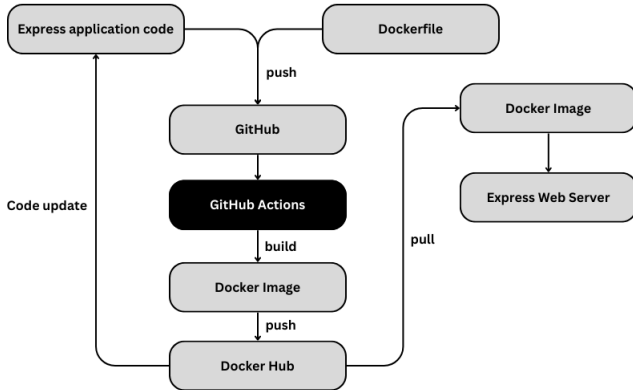 Express application code
Dockerfile
push
GitHub
Docker Image
GitHub Actions
Express Web Server
Code update
pull
build
Docker Image
push
Docker Hub